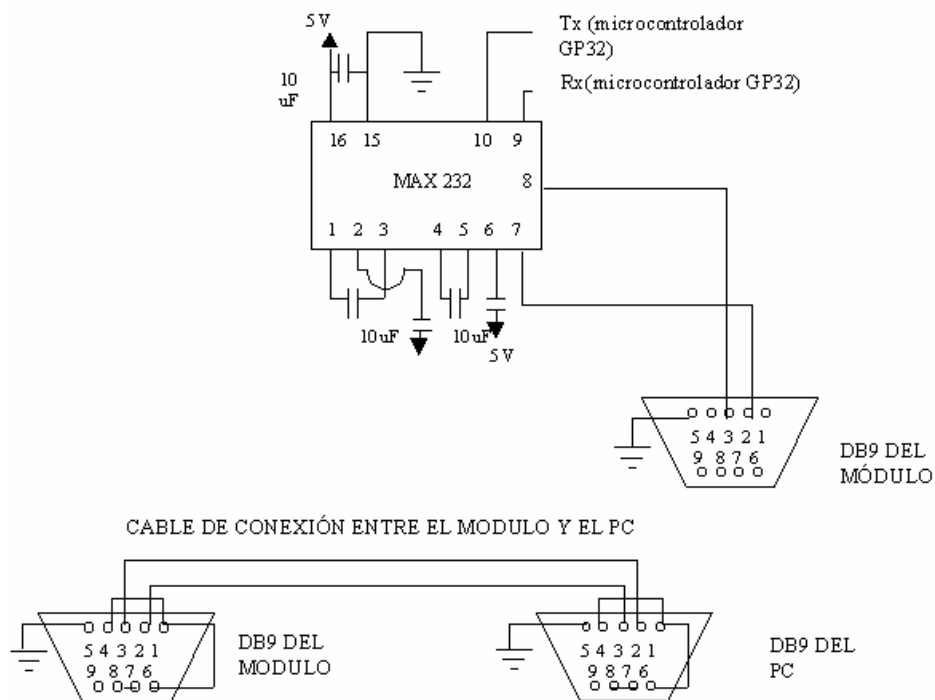 5 V
Tx (microcontrolador
GP32)
10
uF
Rx(microcontrolador GP32)
16 15 10 9
MAX 232 8
1 2 3 4 5 6 7
10uF 10uF
5 V
5 4 3 2 1
9 8 7 6
DB9 DEL
MÓDULO
CABLE DE CONEXIÓN ENTRE EL MODULO Y EL PC
5 4 3 2 1
9 8 7 6
DB9 DEL
MODULO
5 4 3 2 1
9 8 7 6
DB9 DEL
PC